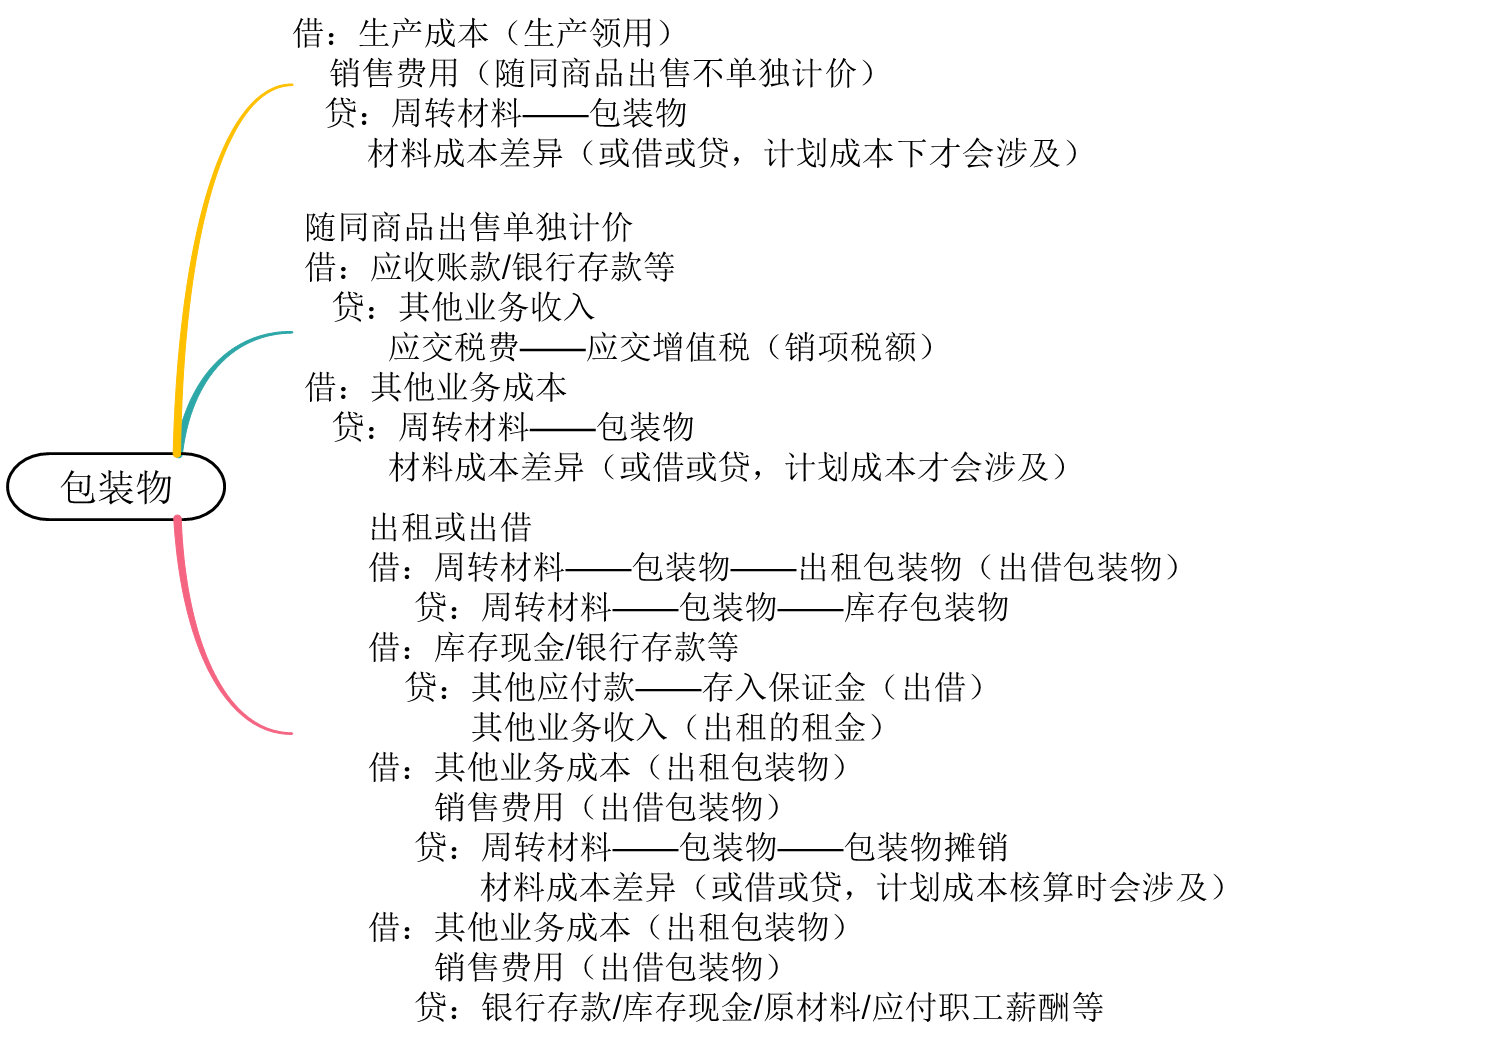 借：生产成本（生产领用）
销售费用（随同商品出售不单独计价）
贷：周转材料——包装物
材料成本差异（或借或贷，计划成本下才会涉及）
随同商品出售单独计价
借：应收账款/银行存款等
贷：其他业务收入
应交税费——应交增值税（销项税额）
借：其他业务成本
贷：周转材料——包装物
材料成本差异（或借或贷，计划成本才会涉及）
包装物
出租或出借
借：周转材料——包装物——出租包装物（出借包装物）
贷：周转材料——包装物——库存包装物
借：库存现金/银行存款等
贷：其他应付款——存入保证金（出借）
其他业务收入（出租的租金）
借：其他业务成本（出租包装物）
销售费用（出借包装物）
贷：周转材料——包装物——包装物摊销
材料成本差异（或借或贷，计划成本核算时会涉及）
借：其他业务成本（出租包装物）
销售费用（出借包装物）
贷：银行存款/库存现金/原材料/应付职工薪酬等